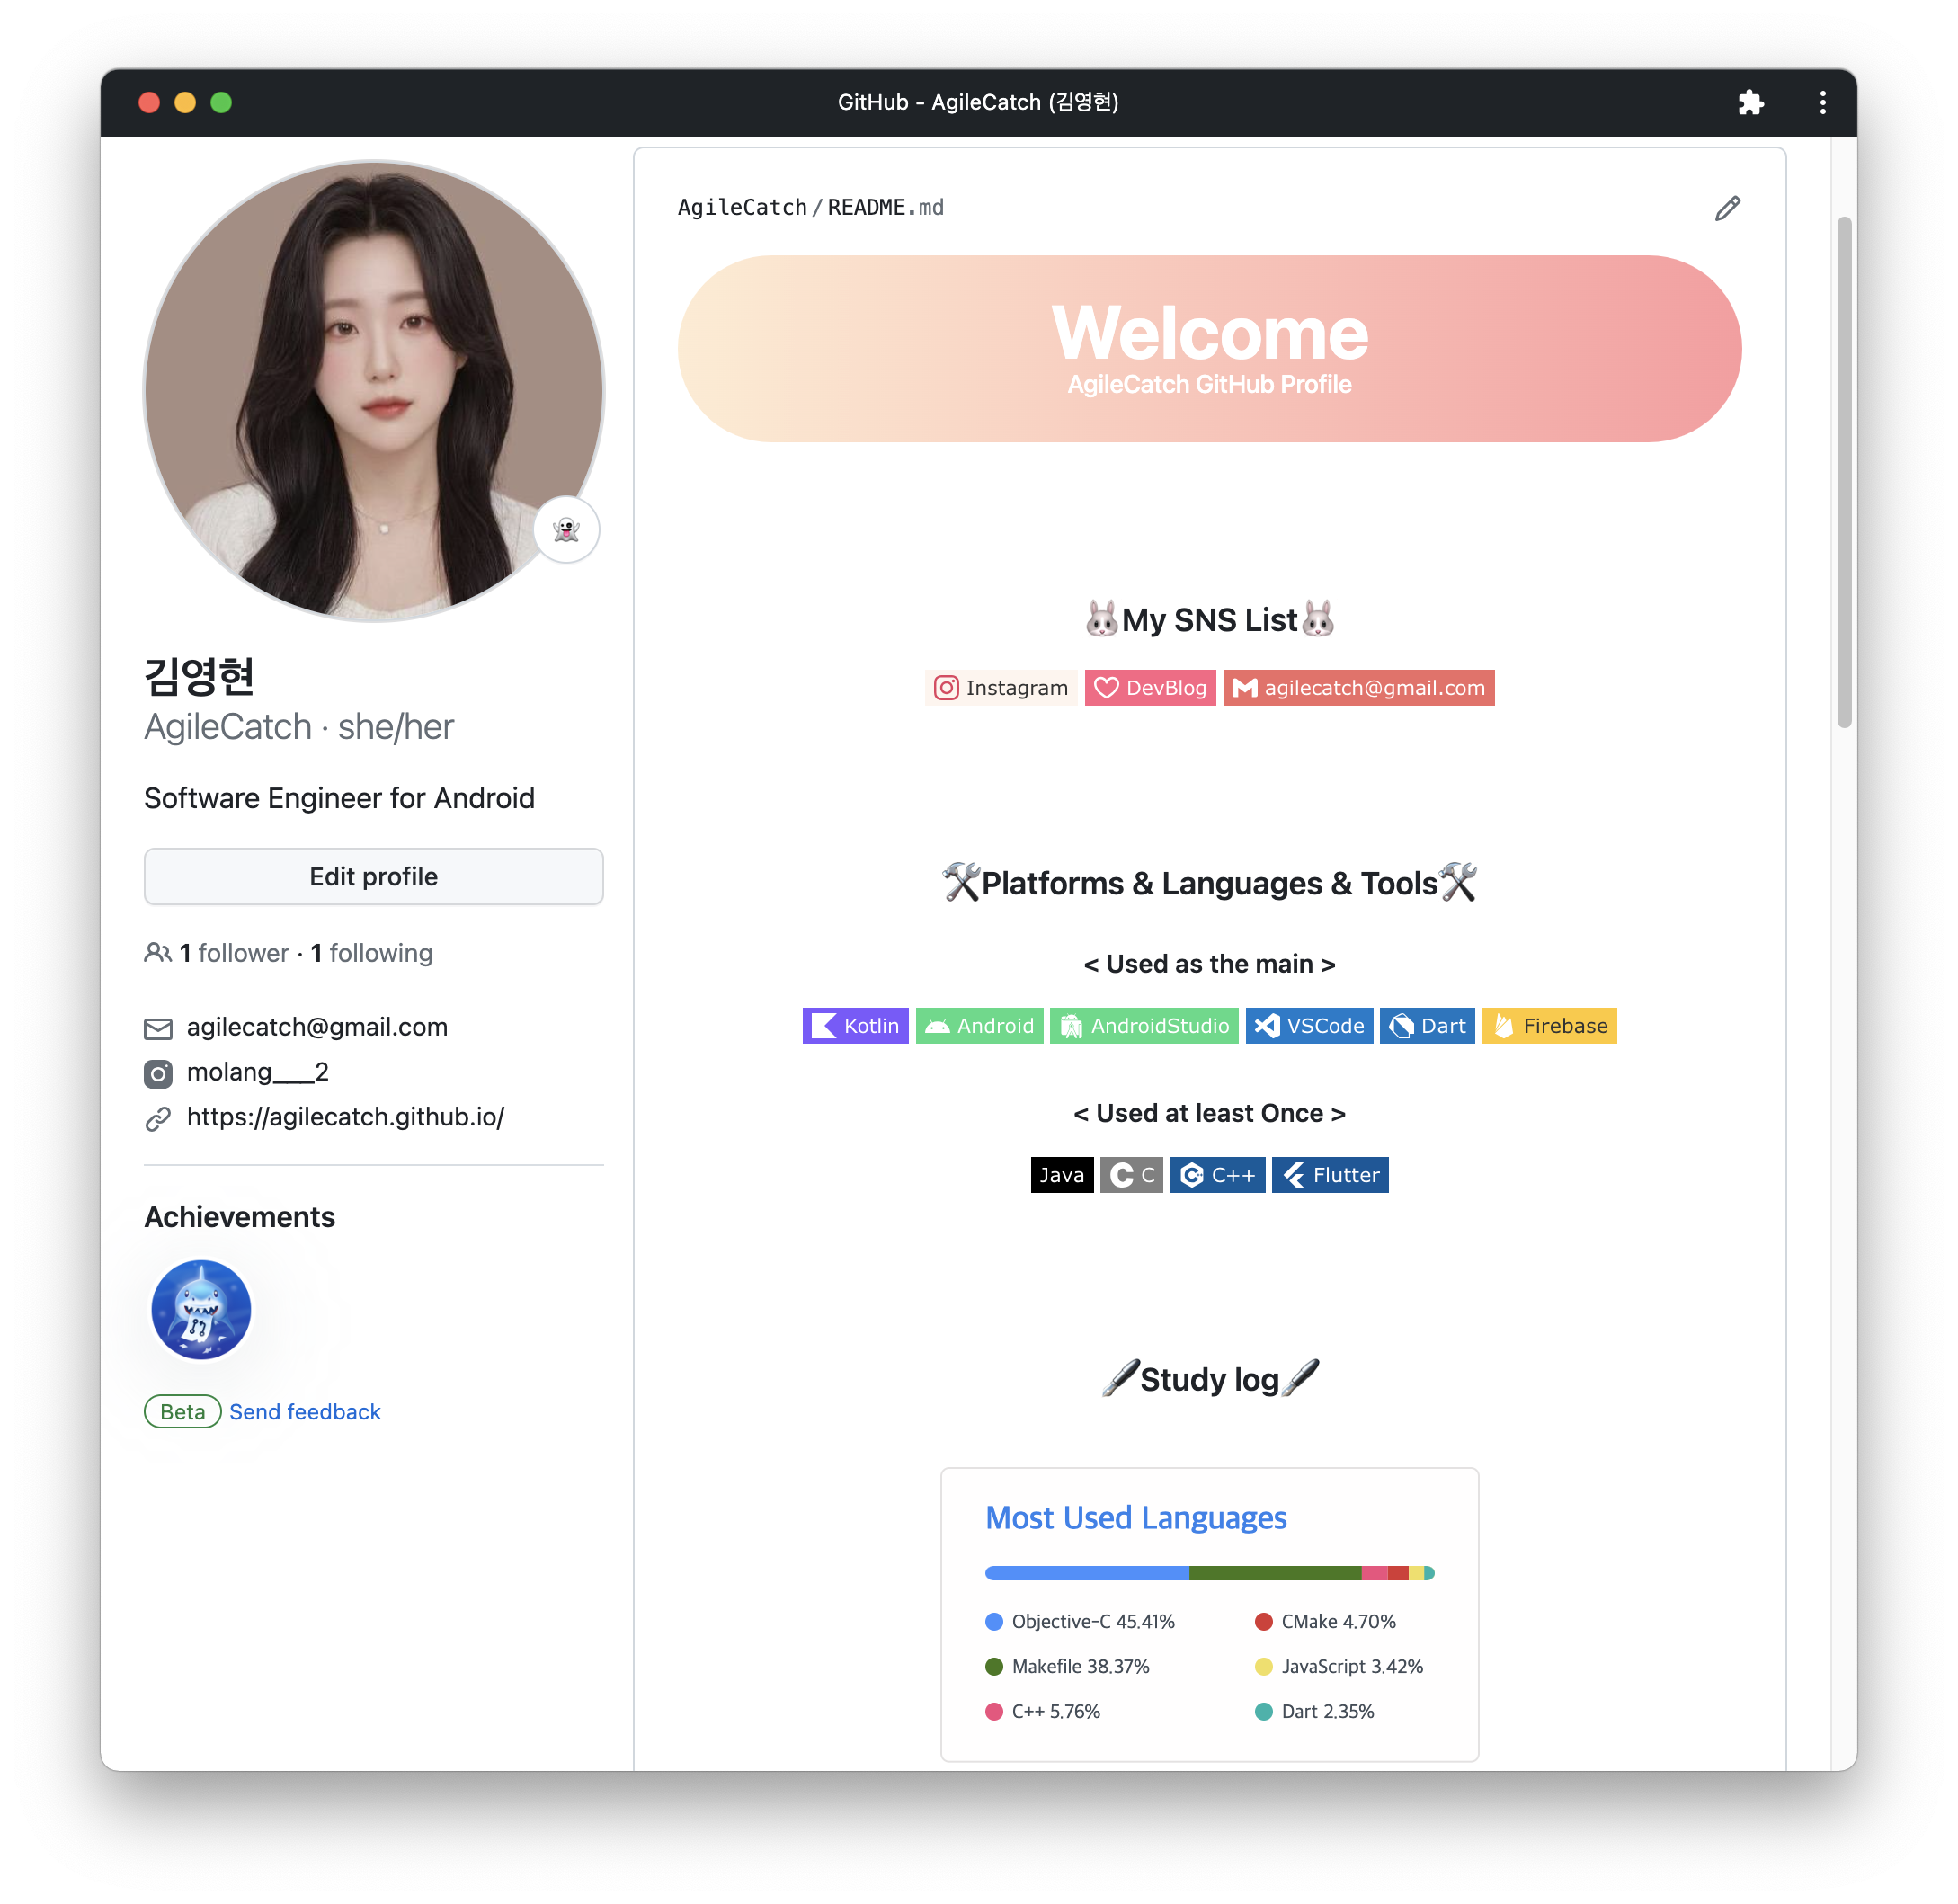 GitHub - AgileCatch (김영현)
김영현
AgileCatch · she/her
Software Engineer for Android
Edit profile
1 follower · 1 following
agilecatch@gmail.com
molang___2
https://agilecatch.github.io/
Achievements
Beta Send feedback
AgileCatch/README.md
Welcome
AgileCatch GitHub Profile
🐰My SNS List🐰
Instagram DevBlog agilecatch@gmail.com
🛠Platforms & Languages & Tools🛠
< Used as the main >
Kotlin Android AndroidStudio VSCode Dart Firebase
< Used at least Once >
Java C C++ Flutter
🖋Study log🖋
Most Used Languages
Objective-C 45.41% CMake 4.70%
Makefile 38.37% JavaScript 3.42%
C++ 5.76% Dart 2.35%